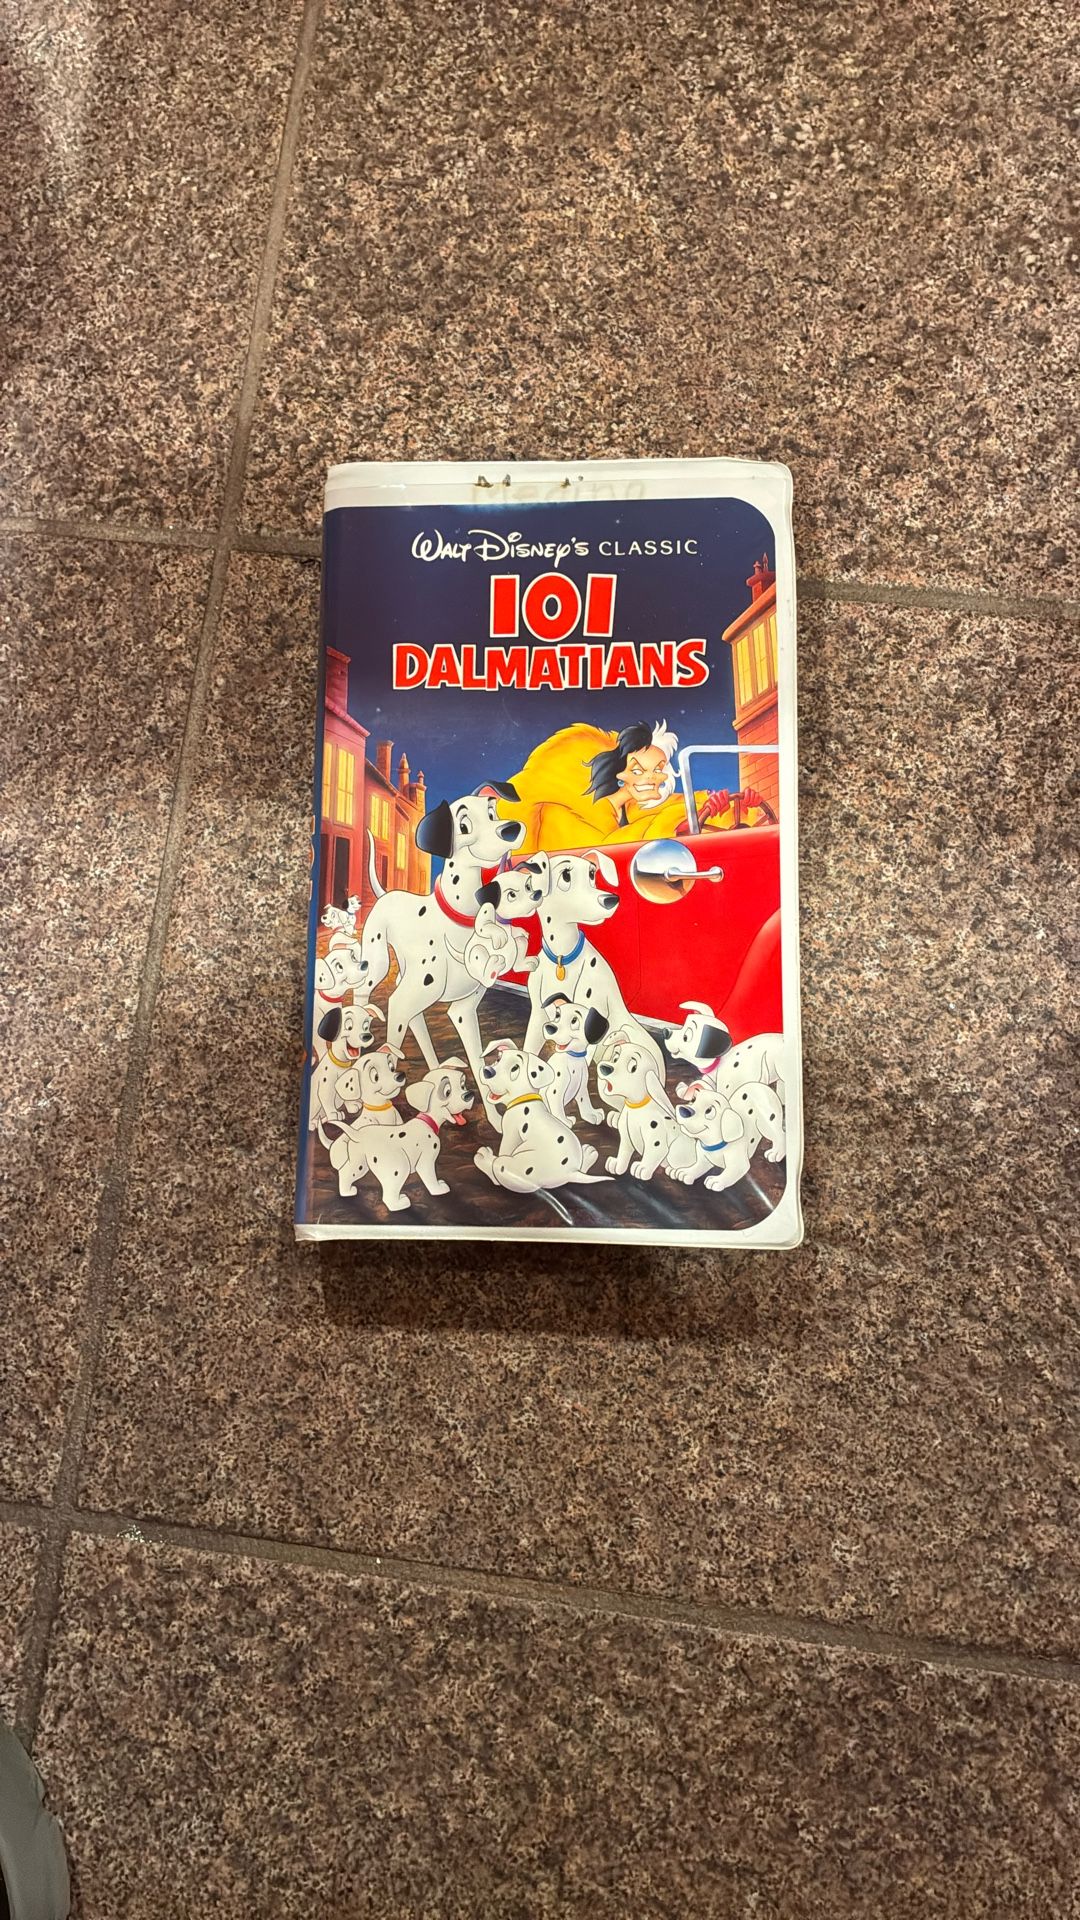 WALT DISNEY'S CLASSIC
101
DALMATIANS